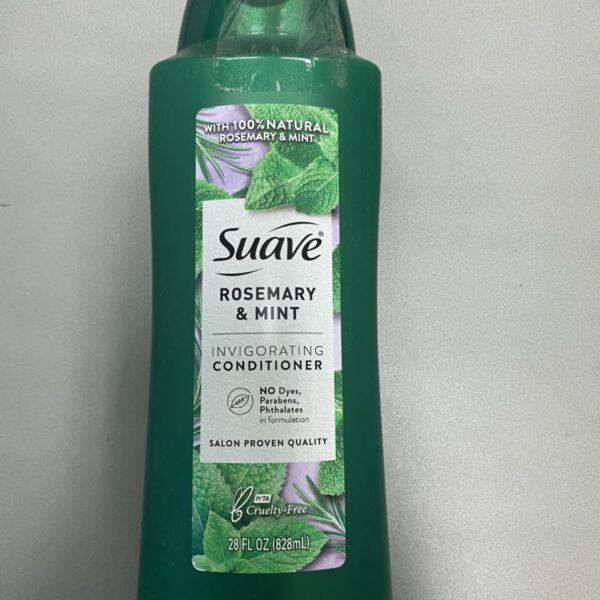 WITH 100% NATURAL
ROSEMARY & MINT
Suave®
ROSEMARY
& MINT
INVIGORATING
CONDITIONER
NO Dyes,
Parabens,
Phthalates
in formulation
SALON PROVEN QUALITY
PETA
Cruelty-Free
28 FL OZ (828mL)